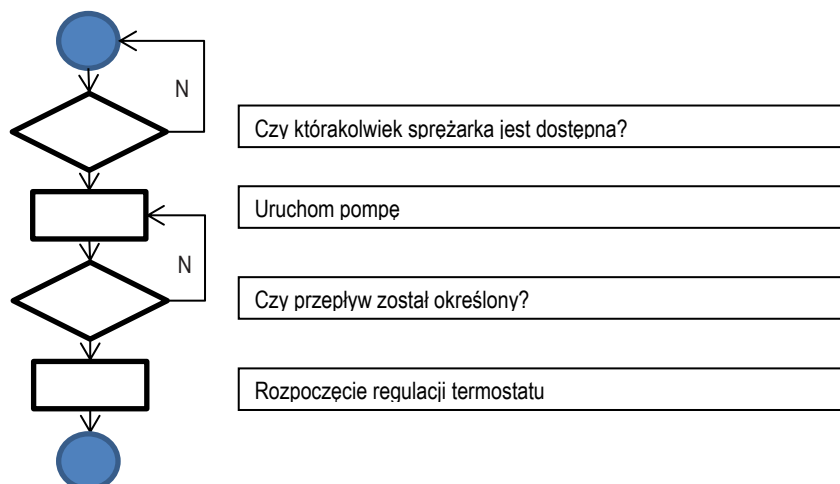 N
Czy którakolwiek sprężarka jest dostępna?
Uruchom pompę
N
Czy przepływ został określony?
Rozpoczęcie regulacji termostatu